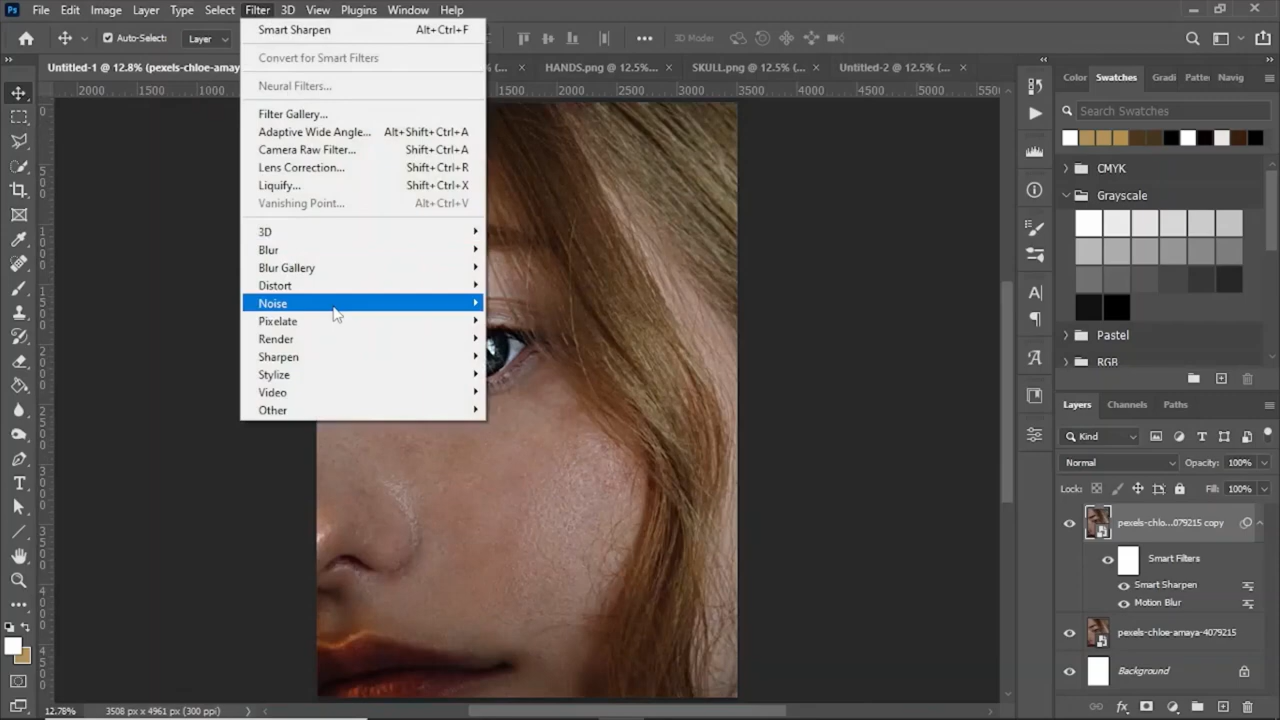 Ps File Edit Image Layer Type Select Filter 3D View Plugins Window Help
Auto-Select: Layer 3D Mode:
Untitled-1 @ 12.8% (pexels-chloe-amay HANDS.png @ 12.5%... SKULL.png @ 12.5% (... Untitled-2 @ 12.5% (...
2000 1500 1000 1500 2000 2500 3000 3500 4000 4500 5000
Smart Sharpen Alt+Ctrl+F
Convert for Smart Filters
Neural Filters...
Filter Gallery...
Adaptive Wide Angle... Alt+Shift+Ctrl+A
Camera Raw Filter... Shift+Ctrl+A
Lens Correction... Shift+Ctrl+R
Liquify... Shift+Ctrl+X
Vanishing Point... Alt+Ctrl+V
3D
Blur
Blur Gallery
Distort
Noise
Pixelate
Render
Sharpen
Stylize
Video
Other
Color Swatches Gradi Patte Navig
Search Swatches
CMYK
Grayscale
Pastel
RGB
Layers Channels Paths
Kind
Normal Opacity: 100%
Lock: Fill: 100%
pexels-chlo...079215 copy
Smart Filters
Smart Sharpen
Motion Blur
pexels-chloe-amaya-4079215
Background
12.78% 3508 px x 4961 px (300 ppi)